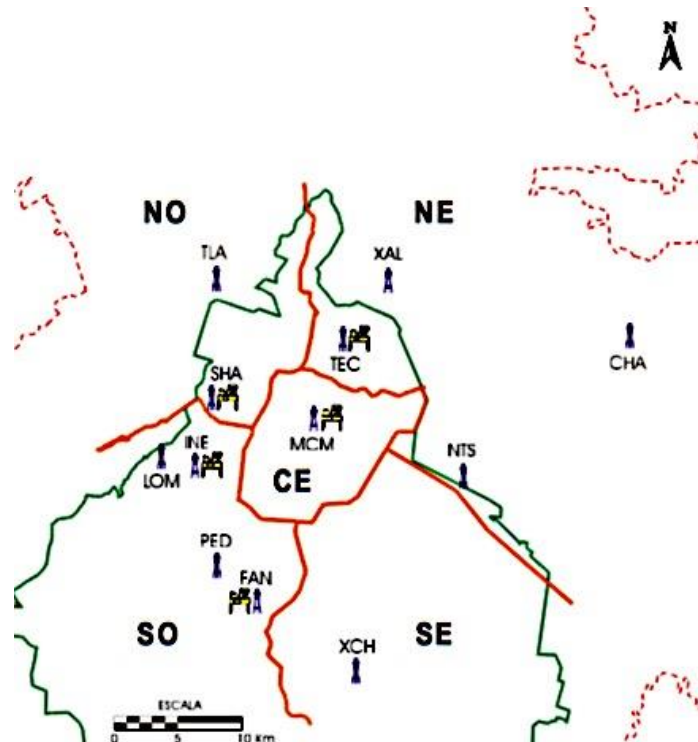 N
NO
NE
TLA
XAL
TEC
CHA
SHA
MCM
INE
LOM
CE
NTS
PED
FAN
SO
SE
XCH
ESCALA
0 5 10 Km